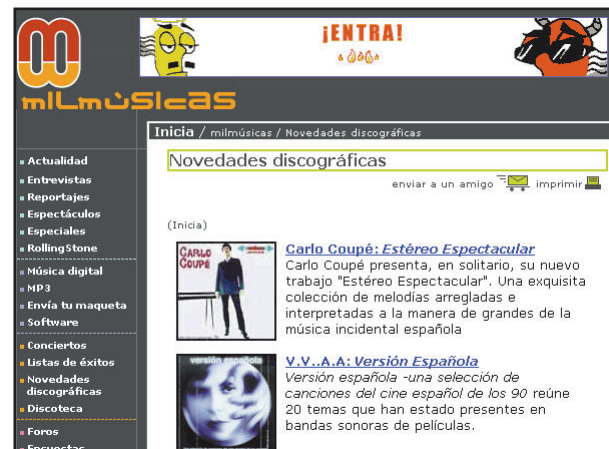 ¡ENTRA!
milmúsicas
Inicia / milmúsicas / Novedades discográficas
Actualidad
Entrevistas
Reportajes
Espectáculos
Especiales
RollingStone
Música digital
MP3
Envía tu maqueta
Software
Conciertos
Listas de éxitos
Novedades
discográficas
Discoteca
Foros
Encuestas
Novedades discográficas
enviar a un amigo imprimir
(Inicia)
CARLO
COUPÉ
Carlo Coupé: Estéreo Espectacular
Carlo Coupé presenta, en solitario, su nuevo
trabajo "Estéreo Espectacular". Una exquisita
colección de melodías arregladas e
interpretadas a la manera de grandes de la
música incidental española
versión española
V.V..A.A: Versión Española
Versión española -una selección de
canciones del cine español de los 90 reúne
20 temas que han estado presentes en
bandas sonoras de películas.